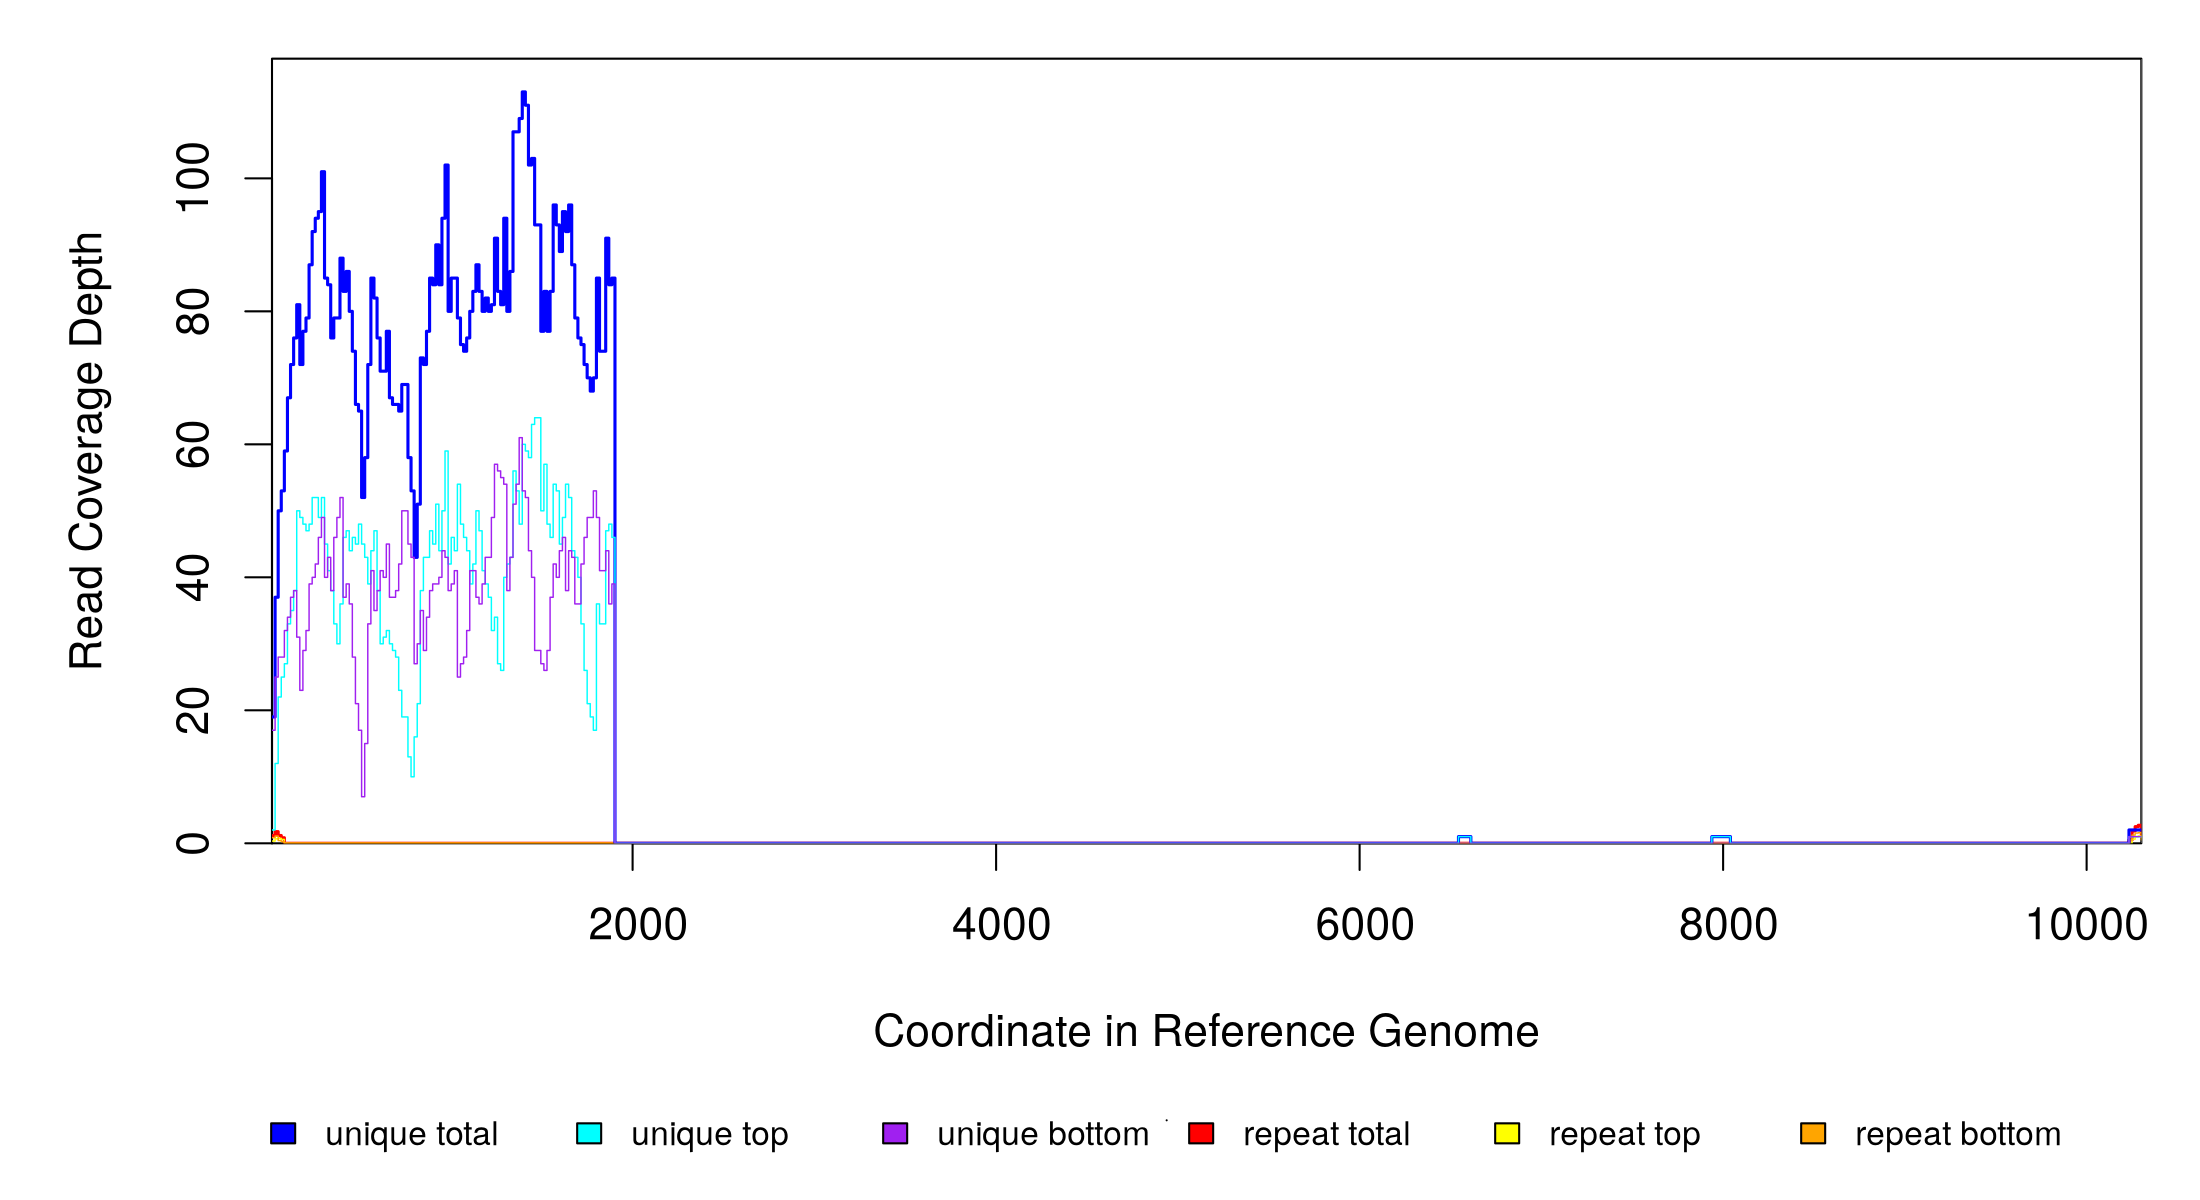 Read Coverage Depth
100
80
60
40
20
0
2000 4000 6000 8000 10000
Coordinate in Reference Genome
unique total unique top unique bottom repeat total repeat top repeat bottom